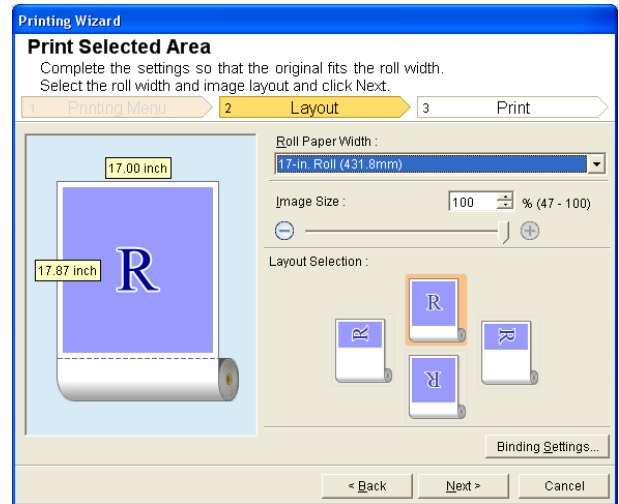 Printing Wizard
Print Selected Area
Complete the settings so that the original fits the roll width.
Select the roll width and image layout and click Next.
1 Printing Menu 2 Layout 3 Print
17.00 inch
17.87 inch
R
Roll Paper Width :
17-in. Roll (431.8mm)
Image Size : 100 % (47 - 100)
Layout Selection :
R
R
R
R
Binding Settings...
< Back Next > Cancel